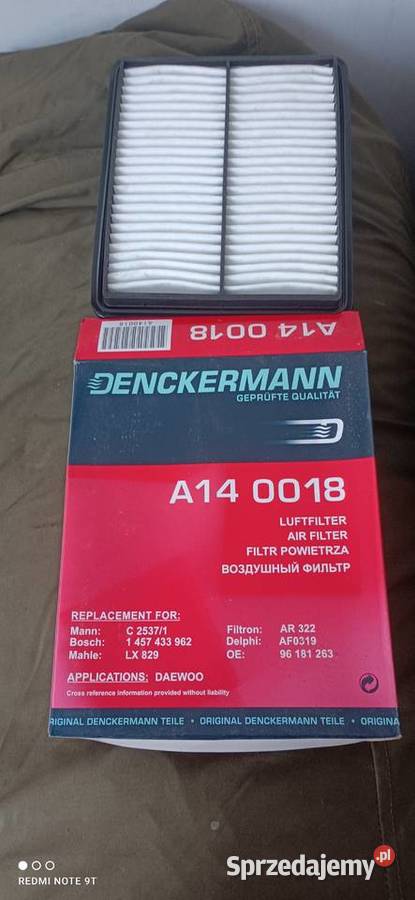 A140018
A14 0018
DENCKERMANN
GEPRÜFTE QUALITÄT
A14 0018
LUFTFILTER
AIR FILTER
FILTR POWIETRZA
ВОЗДУШНЫЙ ФИЛЬТР
REPLACEMENT FOR:
Mann: C 2537/1 Filtron: AR 322
Bosch: 1 457 433 962 Delphi: AF0319
Mahle: LX 829 OE: 96 181 263
APPLICATIONS: DAEWOO
Cross reference information provided without liability
RIGINAL DENCKERMANN TEILE • ORIGINAL DENCKERMANN TEILE • ORIGINAL
REDMI NOTE 9T
Sprzedajemy.pl